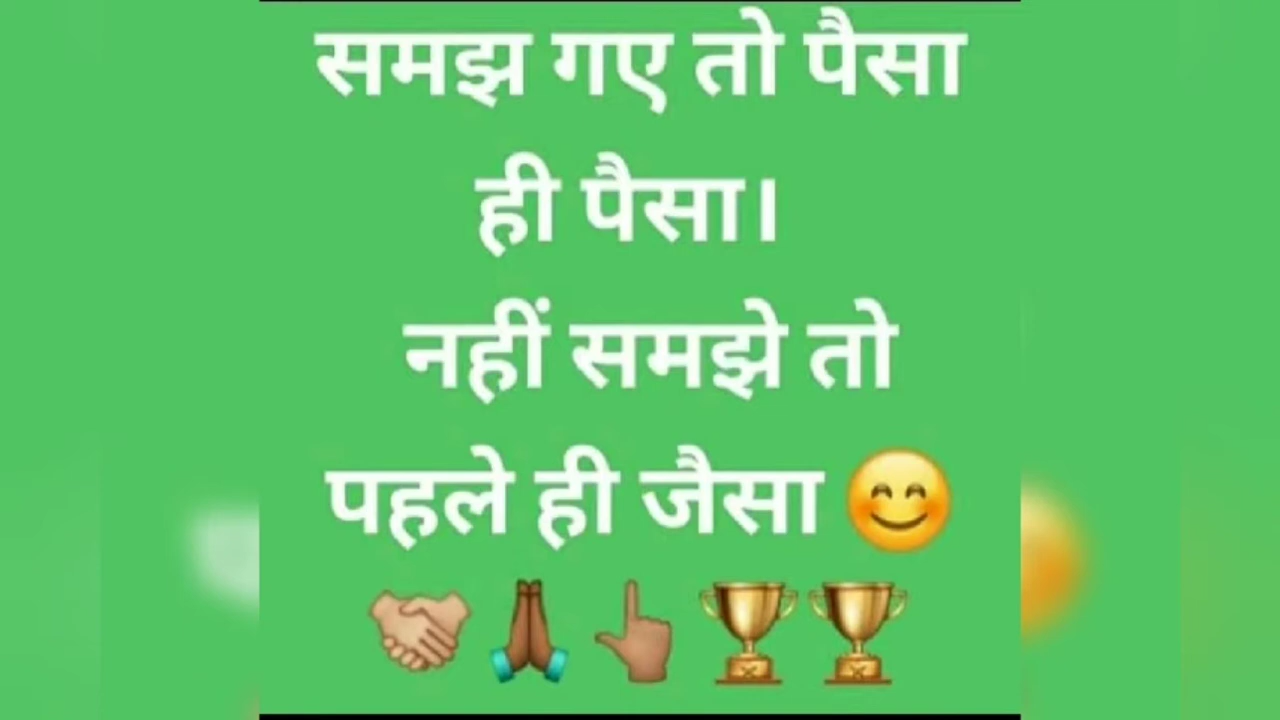 समझ गए तो पैसा
ही पैसा।
नहीं समझे तो
पहले ही जैसा 😊
🤝🙏👆🏆🏆